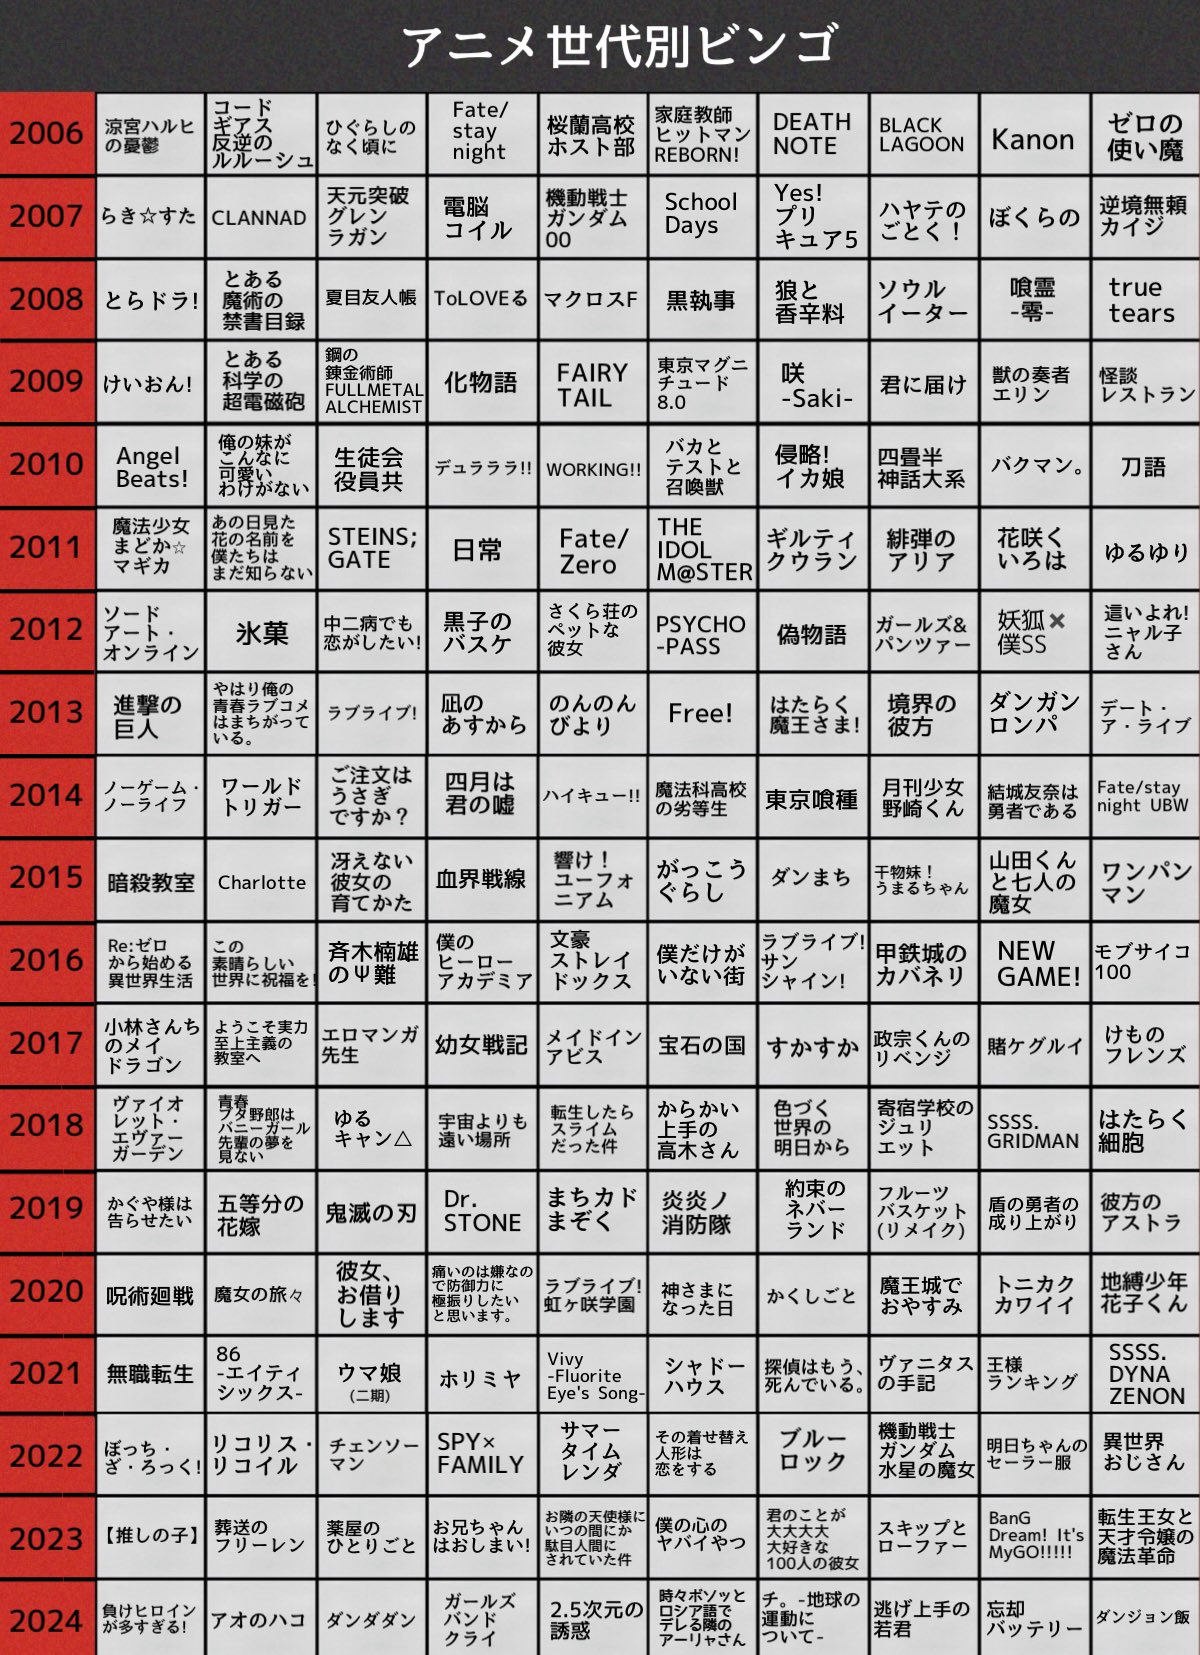 アニメ世代別ビンゴ
2006
涼宮ハルヒ
の憂鬱
コード
ギアス
反逆の
ルルーシュ
ひぐらしの
なく頃に
Fate/
stay
night
桜蘭高校
ホスト部
家庭教師
ヒットマン
REBORN!
DEATH
NOTE
BLACK
LAGOON
Kanon
ゼロの
使い魔
2007
らき☆すた
CLANNAD
天元突破
グレン
ラガン
電脳
コイル
機動戦士
ガンダム
00
School
Days
Yes!
プリ
キュア5
ハヤテの
ごとく！
ぼくらの
逆境無頼
カイジ
2008
とらドラ!
とある
魔術の
禁書目録
夏目友人帳
ToLOVEる
マクロスF
黒執事
狼と
香辛料
ソウル
イーター
喰霊
-零-
true
tears
2009
けいおん!
とある
科学の
超電磁砲
鋼の
錬金術師
FULLMETAL
ALCHEMIST
化物語
FAIRY
TAIL
東京マグニ
チュード
8.0
咲
-Saki-
君に届け
獣の奏者
エリン
怪談
レストラン
2010
Angel
Beats!
俺の妹が
こんなに
可愛い
わけがない
生徒会
役員共
デュラララ!!
WORKING!!
バカと
テストと
召喚獣
侵略!
イカ娘
四畳半
神話大系
バクマン。
刀語
2011
魔法少女
まどか☆
マギカ
あの日見た
花の名前を
僕たちは
まだ知らない
STEINS;
GATE
日常
Fate/
Zero
THE
IDOL
M@STER
ギルティ
クウラン
緋弾の
アリア
花咲く
いろは
ゆるゆり
2012
ソード
アート・
オンライン
氷菓
中二病でも
恋がしたい!
黒子の
バスケ
さくら荘の
ペットな
彼女
PSYCHO
-PASS
偽物語
ガールズ&
パンツァー
妖狐×
僕SS
這いよれ!
ニャル子
さん
2013
進撃の
巨人
やはり俺の
青春ラブコメ
はまちがって
いる。
ラブライブ!
凪の
あすから
のんのん
びより
Free!
はたらく
魔王さま!
境界の
彼方
ダンガン
ロンパ
デート・
ア・ライブ
2014
ノーゲーム・
ノーライフ
ワールド
トリガー
ご注文は
うさぎ
ですか？
四月は
君の嘘
ハイキュー!!
魔法科高校
の劣等生
東京喰種
月刊少女
野崎くん
結城友奈は
勇者である
Fate/stay
night UBW
2015
暗殺教室
Charlotte
冴えない
彼女の
育てかた
血界戦線
響け！
ユーフォ
ニアム
がっこう
ぐらし
ダンまち
干物妹！
うまるちゃん
山田くん
と七人の
魔女
ワンパン
マン
2016
Re:ゼロ
から始める
異世界生活
この
素晴らしい
世界に祝福を!
斉木楠雄
のΨ難
僕の
ヒーロー
アカデミア
文豪
ストレイ
ドックス
僕だけが
いない街
ラブライブ!
サン
シャイン!
甲鉄城の
カバネリ
NEW
GAME!
モブサイコ
100
2017
小林さんち
のメイ
ドラゴン
ようこそ実力
至上主義の
教室へ
エロマンガ
先生
幼女戦記
メイドイン
アビス
宝石の国
すかすか
政宗くんの
リベンジ
賭ケグルイ
けもの
フレンズ
2018
ヴァイオ
レット・
エヴァー
ガーデン
青春
ブタ野郎は
バニーガール
先輩の夢を
見ない
ゆる
キャン△
宇宙よりも
遠い場所
転生したら
スライム
だった件
からかい
上手の
高木さん
色づく
世界の
明日から
寄宿学校の
ジュリ
エット
SSSS.
GRIDMAN
はたらく
細胞
2019
かぐや様は
告らせたい
五等分の
花嫁
鬼滅の刃
Dr.
STONE
まちカド
まぞく
炎炎ノ
消防隊
約束の
ネバー
ランド
フルーツ
バスケット
(リメイク)
盾の勇者の
成り上がり
彼方の
アストラ
2020
呪術廻戦
魔女の旅々
彼女、
お借り
します
痛いのは嫌なの
で防御力に
極振りしたい
と思います。
ラブライブ!
虹ヶ咲学園
神さまに
なった日
かくしごと
魔王城で
おやすみ
トニカク
カワイイ
地縛少年
花子くん
2021
無職転生
86
-エイティ
シックス-
ウマ娘
(二期)
ホリミヤ
Vivy
-Fluorite
Eye's Song-
シャドー
ハウス
探偵はもう、
死んでいる。
ヴァニタス
の手記
王様
ランキング
SSSS.
DYNA
ZENON
2022
ぼっち・
ざ・ろっく!
リコリス・
リコイル
チェンソー
マン
SPY×
FAMILY
サマー
タイム
レンダ
その着せ替え
人形は
恋をする
ブルー
ロック
機動戦士
ガンダム
水星の魔女
明日ちゃんの
セーラー服
異世界
おじさん
2023
【推しの子】
葬送の
フリーレン
薬屋の
ひとりごと
お兄ちゃん
はおしまい!
お隣の天使様に
いつの間にか
駄目人間に
されていた件
僕の心の
ヤバイやつ
君のことが
大大大大
大好きな
100人の彼女
スキップと
ローファー
BanG
Dream! It's
MyGO!!!!!
転生王女と
天才令嬢の
魔法革命
2024
負けヒロイン
が多すぎる!
アオのハコ
ダンダダン
ガールズ
バンド
クライ
2.5次元の
誘惑
時々ボソッと
ロシア語で
デレる隣の
アーリャさん
チ。-地球の
運動に
ついて-
逃げ上手の
若君
忘却
バッテリー
ダンジョン飯